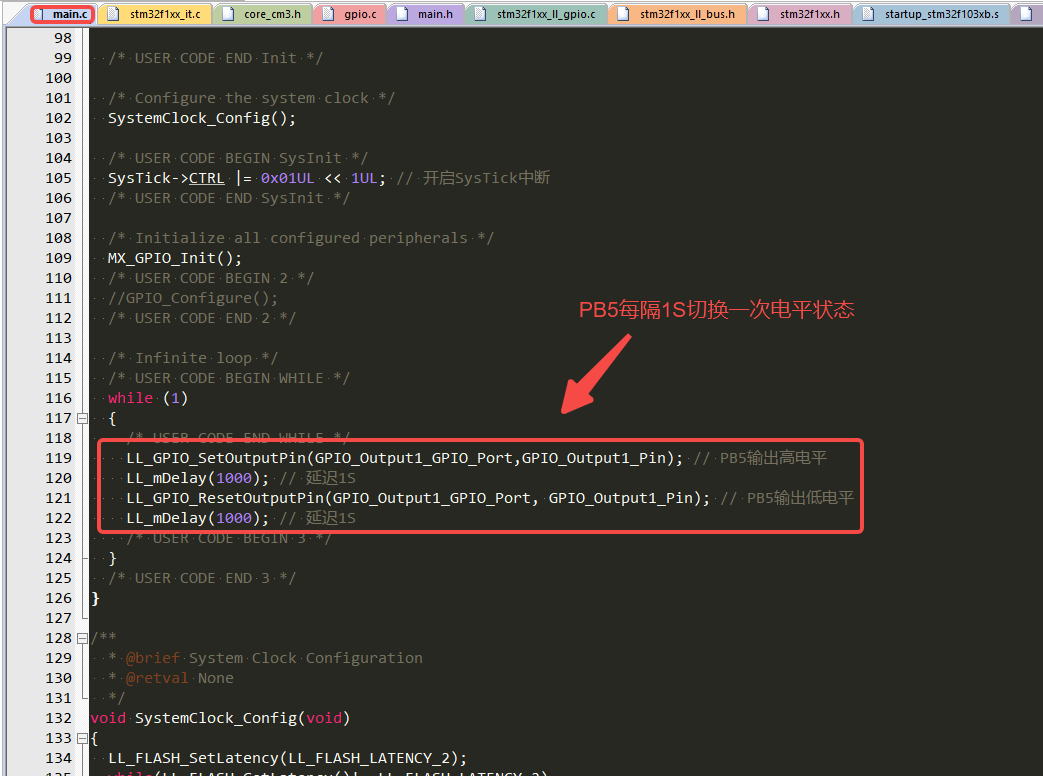 main.c stm32f1xx_it.c core_cm3.h gpio.c main.h stm32f1xx_ll_gpio.c stm32f1xx_ll_bus.h stm32f1xx.h startup_stm32f103xb.s
98
99 /* USER CODE END Init */
100
101 /* Configure the system clock */
102 SystemClock_Config();
103
104 /* USER CODE BEGIN SysInit */
105 SysTick->CTRL |= 0x01UL << 1UL; // 开启SysTick中断
106 /* USER CODE END SysInit */
107
108 /* Initialize all configured peripherals */
109 MX_GPIO_Init();
110 /* USER CODE BEGIN 2 */
111 //GPIO_Configure();
112 /* USER CODE END 2 */
PB5每隔1S切换一次电平状态
113
114 /* Infinite loop */
115 /* USER CODE BEGIN WHILE */
116 while (1)
117 {
118 /* USER CODE END WHILE */
119 LL_GPIO_SetOutputPin(GPIO_Output1_GPIO_Port,GPIO_Output1_Pin); // PB5输出高电平
120 LL_mDelay(1000); // 延迟1S
121 LL_GPIO_ResetOutputPin(GPIO_Output1_GPIO_Port, GPIO_Output1_Pin); // PB5输出低电平
122 LL_mDelay(1000); // 延迟1S
123 /* USER CODE BEGIN 3 */
124 }
125 /* USER CODE END 3 */
126 }
127
128 /**
129 * @brief System Clock Configuration
130 * @retval None
131 */
132 void SystemClock_Config(void)
133 {
134 LL_FLASH_SetLatency(LL_FLASH_LATENCY_2);